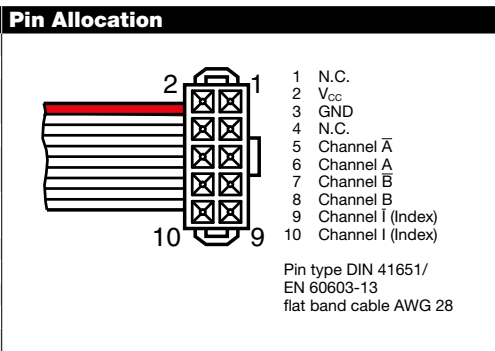 Pin Allocation
2 1
10 9
1 N.C.
2 Vcc
3 GND
4 N.C.
5 Channel A̅
6 Channel A
7 Channel B̅
8 Channel B
9 Channel I̅ (Index)
10 Channel I (Index)
Pin type DIN 41651/
EN 60603-13
flat band cable AWG 28